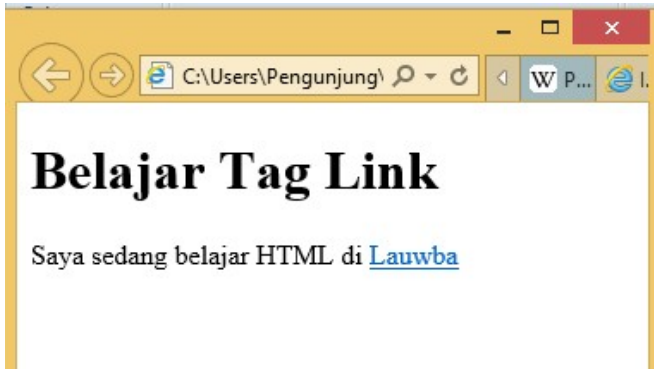 C:\Users\Pengunjung\
W P...
Belajar Tag Link
Saya sedang belajar HTML di Lauwba